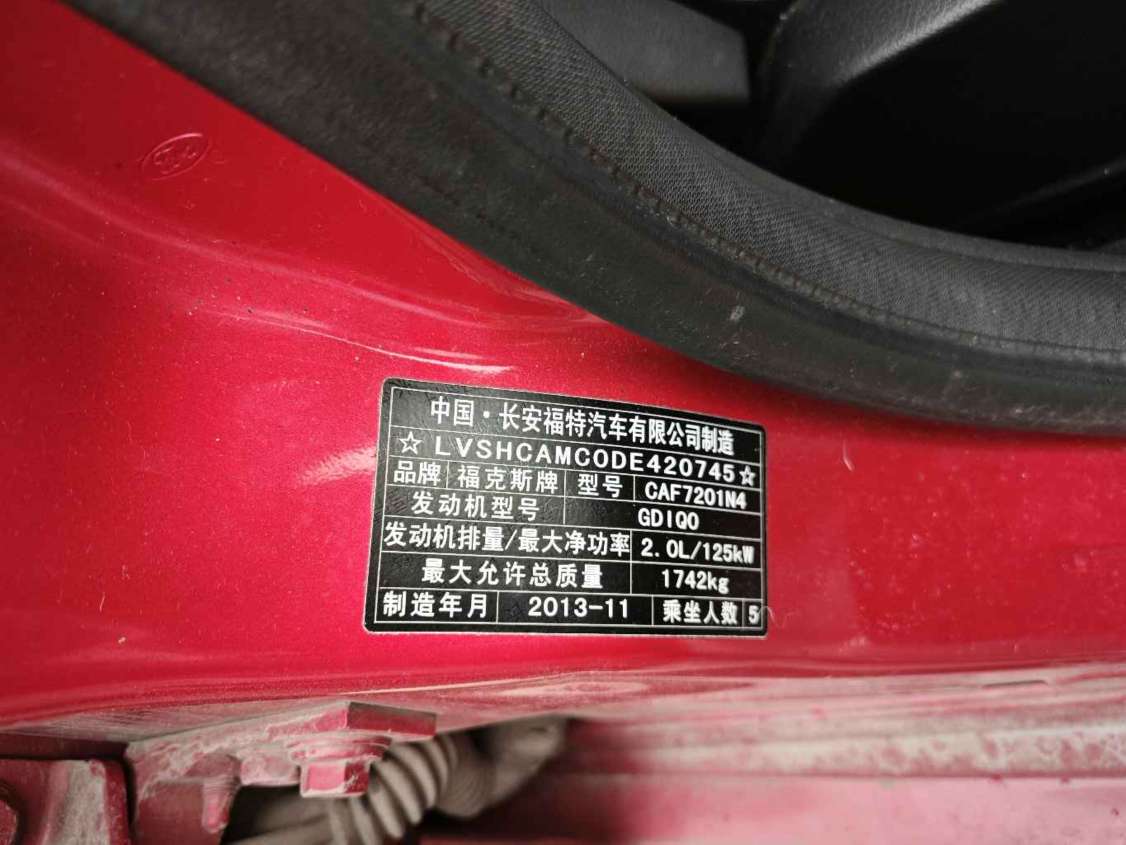 中国·长安福特汽车有限公司制造
☆LVSHCAMC0DE420745☆
品牌 福克斯牌 型号 CAF7201N4
发动机型号 GDIQ0
发动机排量/最大净功率 2.0L/125kW
最大允许总质量 1742kg
制造年月 2013-11 乘坐人数 5